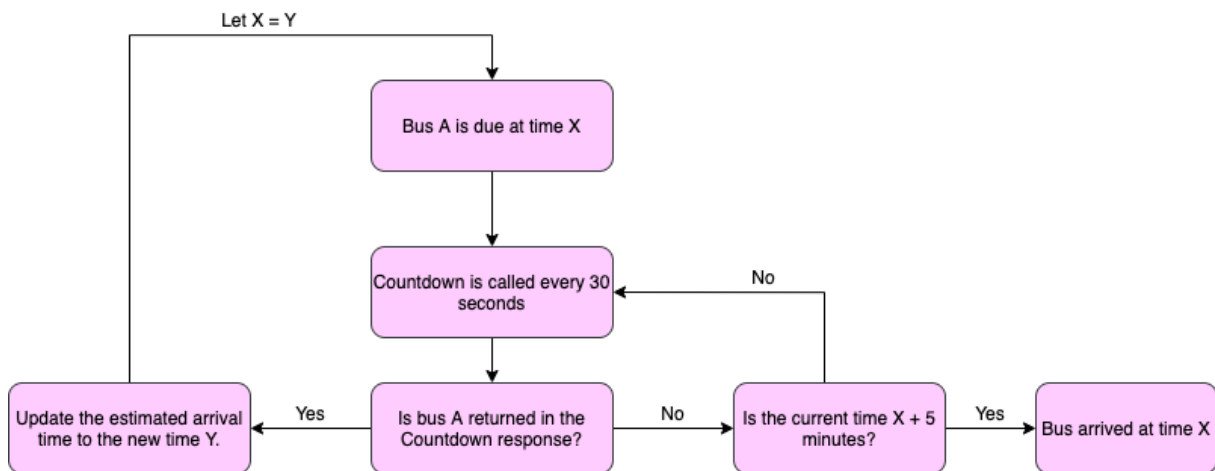 Let X = Y
Bus A is due at time X
Countdown is called every 30
seconds
No
Update the estimated arrival
time to the new time Y.
Yes
Is bus A returned in the
Countdown response?
No
Is the current time X + 5
minutes?
Yes
Bus arrived at time X